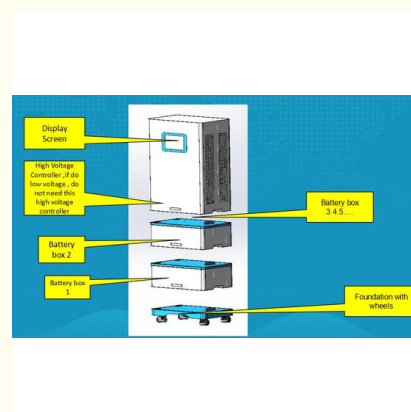 Display
Screen
High Voltage
Controller ,if do
low voltage , do
not need this
high voltage
controller
Battery box
3.4.5.....
Battery
box 2
Battery box
1
Foundation with
wheels